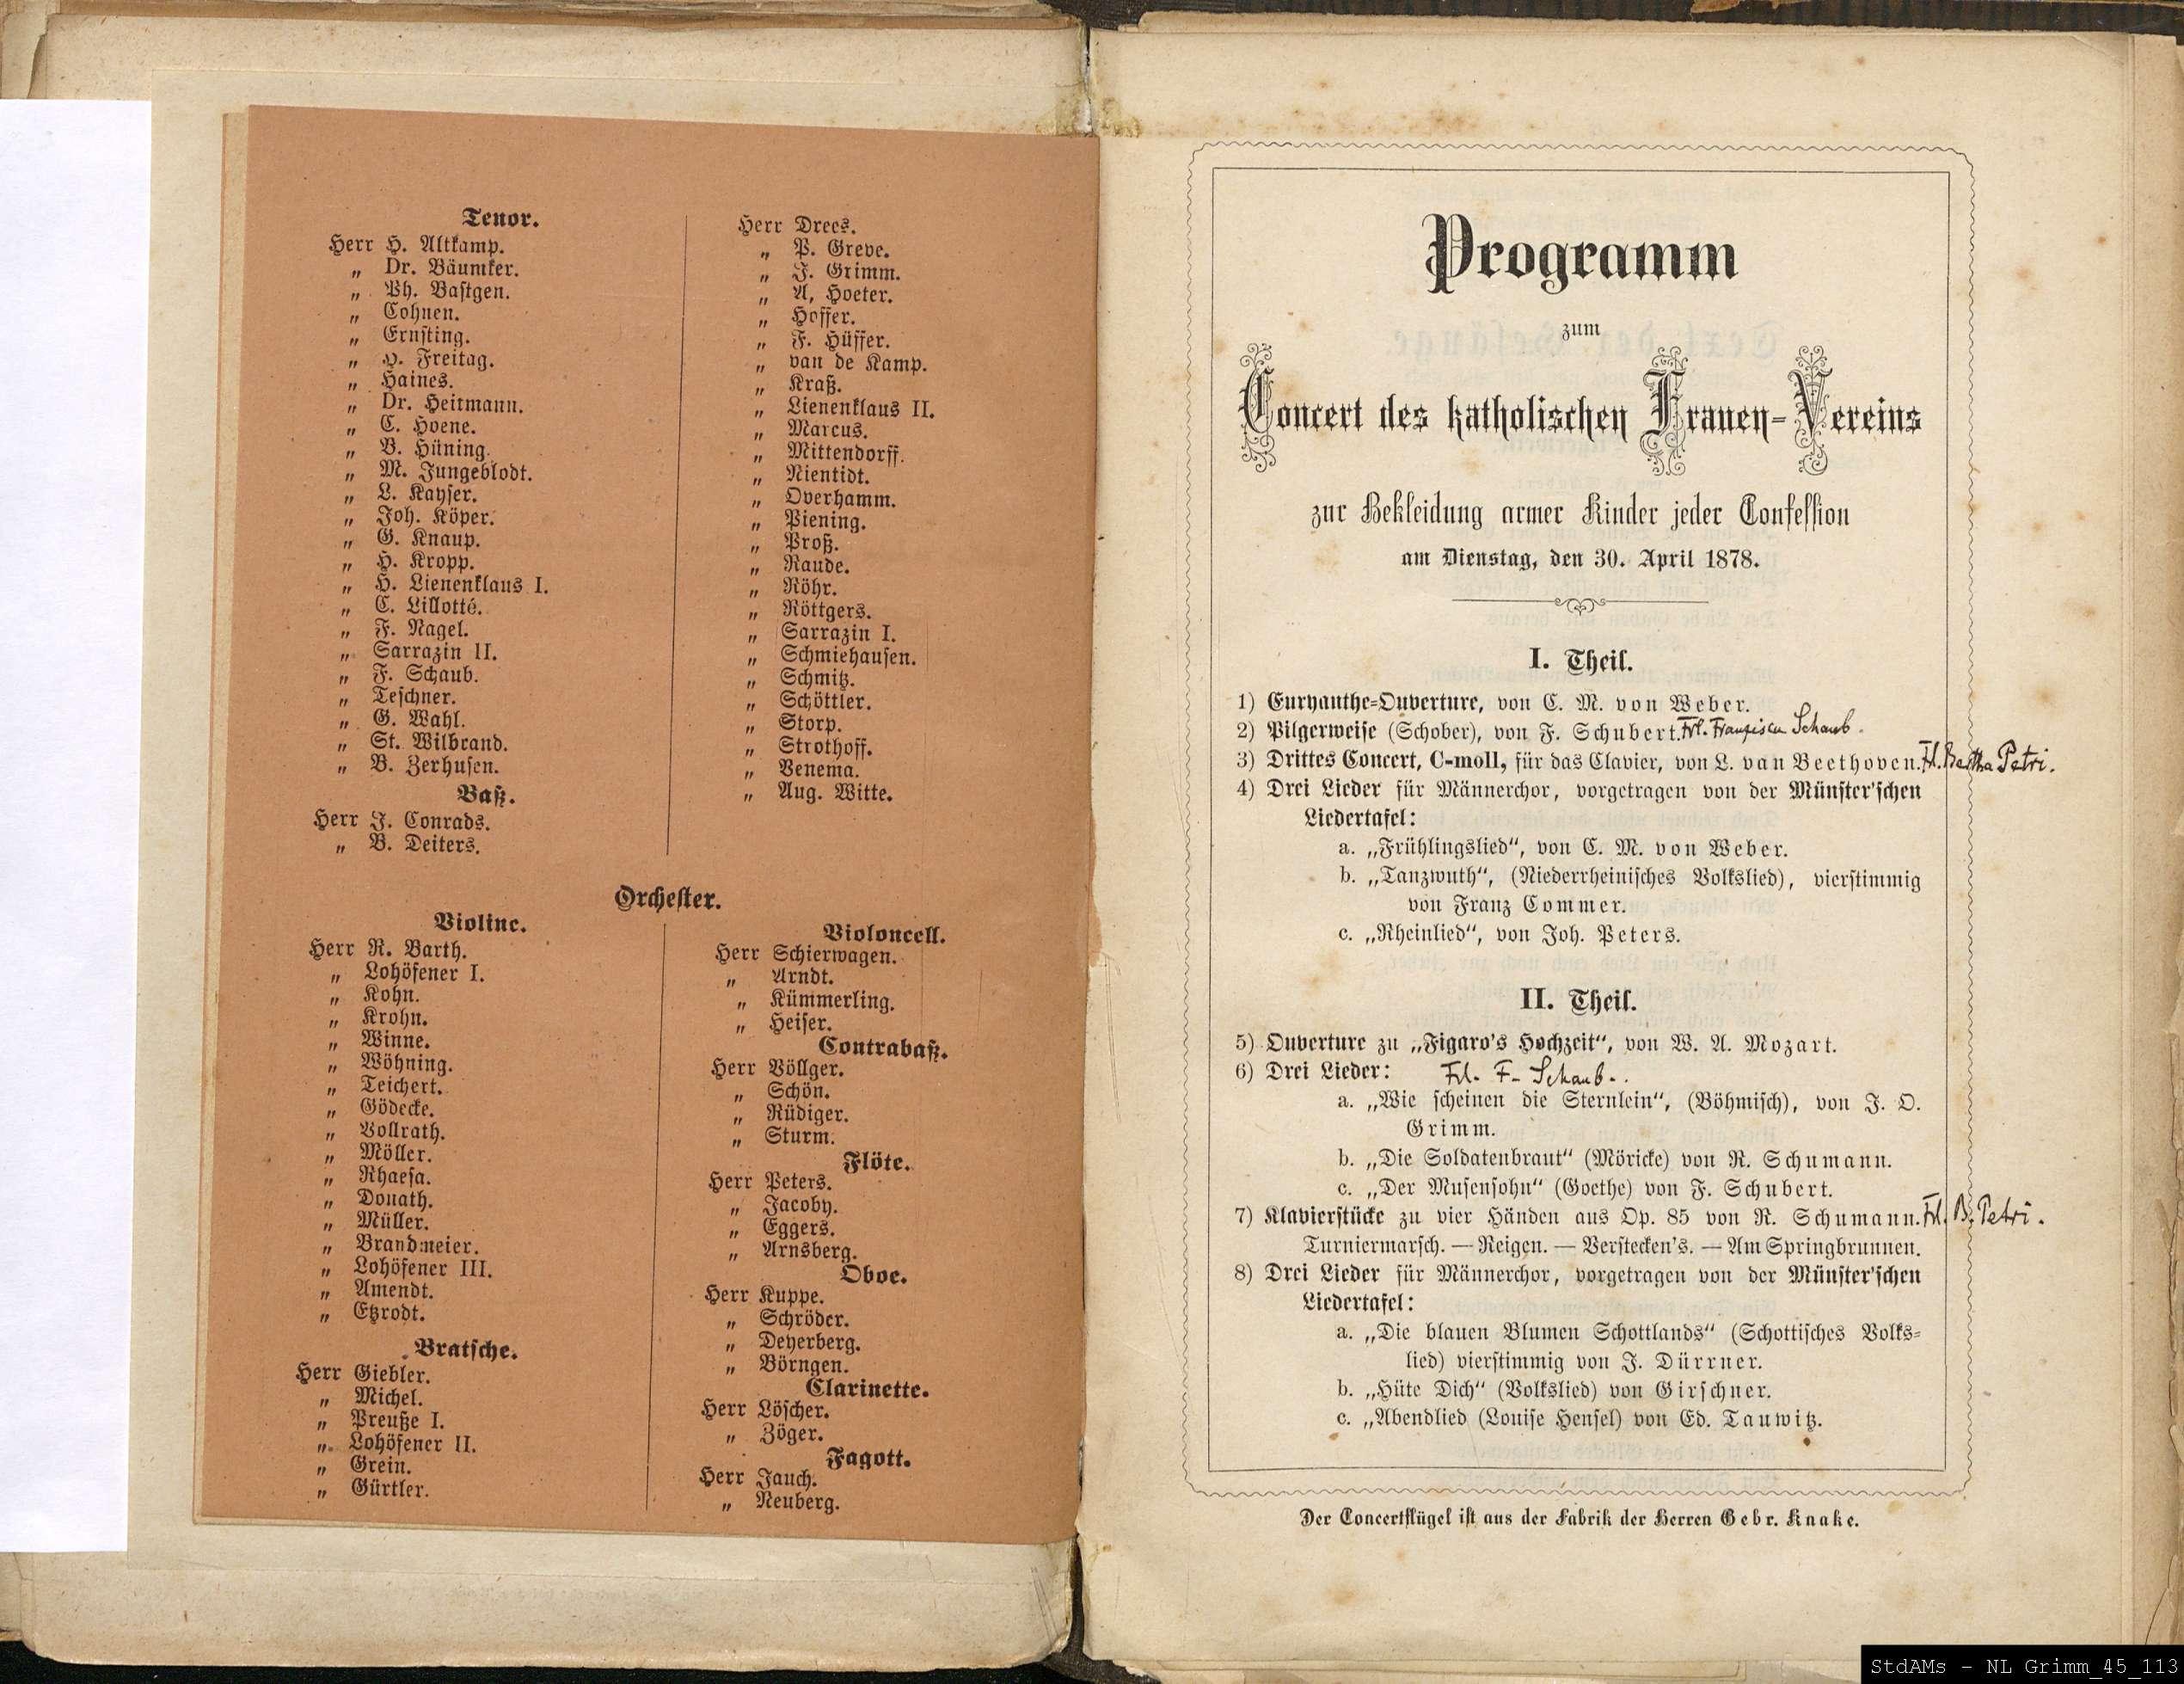 Tenor.
Herr H. Altkamp.
„ Dr. Bäumker.
„ Ph. Bastgen.
„ Cohnen.
„ Ernsting.
„ H. Freitag.
„ Haines.
„ Dr. Heitmann.
„ C. Hoene.
„ B. Hüning.
„ M. Jungeblodt.
„ L. Kayser.
„ Joh. Köper.
„ G. Knaup.
„ H. Kropp.
„ H. Lienenklaus I.
„ C. Lillotté.
„ F. Nagel.
„ Sarrazin II.
„ F. Schaub.
„ Teschner.
„ G. Wahl.
„ St. Wilbrand.
„ B. Zerhusen.
Baß.
Herr J. Conrads.
„ B. Deiters.
Herr Drees.
„ P. Greve.
„ J. Grimm.
„ A, Hoeter.
„ Hoffer.
„ F. Hüffer.
„ van de Kamp.
„ Kraß.
„ Lienenklaus II.
„ Marcus.
„ Mittendorff.
„ Nientidt.
„ Overhamm.
„ Piening.
„ Proß.
„ Raude.
„ Röhr.
„ Röttgers.
„ Sarrazin I.
„ Schmiehausen.
„ Schmitz.
„ Schöttler.
„ Storp.
„ Strothoff.
„ Venema.
„ Aug. Witte.
Orchester.
Violine.
Herr R. Barth.
„ Lohöfener I.
„ Kohn.
„ Krohn.
„ Winne.
„ Wöhning.
„ Teichert.
„ Gödecke.
„ Vollrath.
„ Möller.
„ Rhaesa.
„ Donath.
„ Müller.
„ Brandmeier.
„ Lohöfener III.
„ Amendt.
„ Etzrodt.
Bratsche.
Herr Giebler.
„ Michel.
„ Preuße I.
„ Lohöfener II.
„ Grein.
„ Gürtler.
Violoncell.
Herr Schierwagen.
„ Arndt.
„ Kümmerling.
„ Heiser.
Contrabaß.
Herr Völlger.
„ Schön.
„ Rüdiger.
„ Sturm.
Flöte.
Herr Peters.
„ Jacoby.
„ Eggers.
„ Arnsberg.
Oboe.
Herr Kuppe.
„ Schröder.
„ Deyerberg.
„ Börngen.
Clarinette.
Herr Löscher.
„ Zöger.
Fagott.
Herr Jauch.
„ Neuberg.
Programm
zum
Concert des katholischen Frauen-Vereins
zur Bekleidung armer Kinder jeder Confession
am Dienstag, den 30. April 1878.
I. Theil.
1) Euryanthe-Ouverture, von C. M. von Weber.
2) Pilgerweise (Schober), von F. Schubert. Frl. Franzisca Schaub.
3) Drittes Concert, C-moll, für das Clavier, von L. van Beethoven. Frl. Bertha Petri.
4) Drei Lieder für Männerchor, vorgetragen von der Münster'schen
Liedertafel:
a. „Frühlingslied“, von C. M. von Weber.
b. „Tanzwuth“, (Niederrheinisches Volkslied), vierstimmig
von Franz Commer.
c. „Rheinlied“, von Joh. Peters.
II. Theil.
5) Ouverture zu „Figaro's Hochzeit“, von W. A. Mozart.
6) Drei Lieder: Frl. F. Schaub.
a. „Wie scheinen die Sternlein“, (Böhmisch), von J. O.
Grimm.
b. „Die Soldatenbraut“ (Möricke) von R. Schumann.
c. „Der Musensohn“ (Goethe) von F. Schubert.
7) Klavierstücke zu vier Händen aus Op. 85 von R. Schumann. Frl. B. Petri.
Turniermarsch. — Reigen. — Verstecken's. — Am Springbrunnen.
8) Drei Lieder für Männerchor, vorgetragen von der Münster'schen
Liedertafel:
a. „Die blauen Blumen Schottlands“ (Schottisches Volks-
lied) vierstimmig von J. Dürrner.
b. „Hüte Dich“ (Volkslied) von Girschner.
c. „Abendlied (Louise Hensel) von Ed. Tauwitz.
Der Concertflügel ist aus der Fabrik der Herren Gebr. Knake.
StdAMs - NL Grimm_45_113